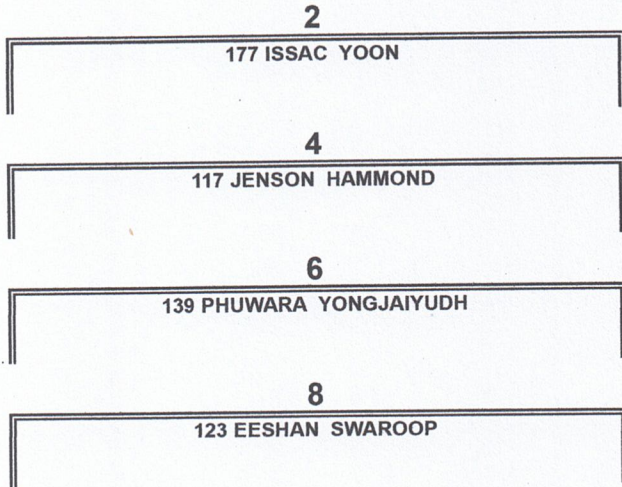 2
177 ISSAC YOON
4
117 JENSON HAMMOND
6
139 PHUWARA YONGJAIYUDH
8
123 EESHAN SWAROOP